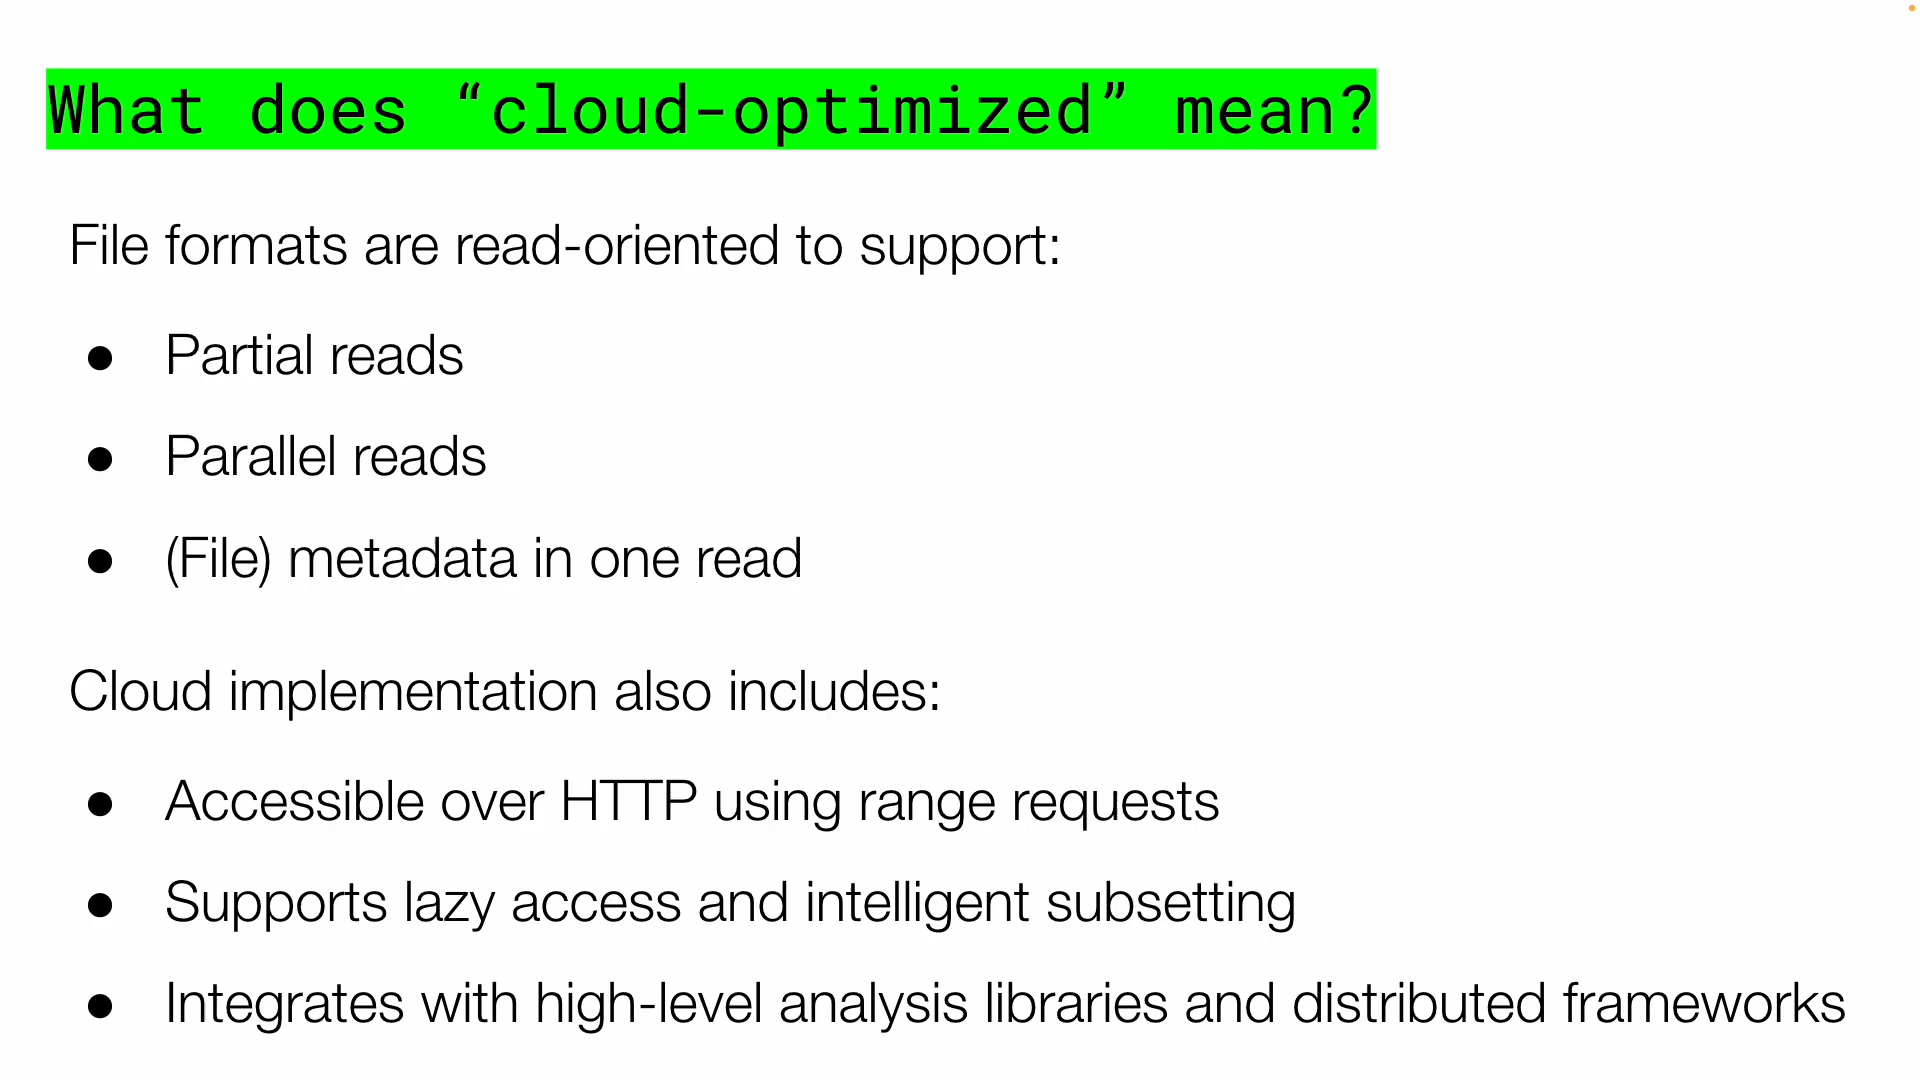 What does “cloud-optimized” mean?
File formats are read-oriented to support:
● Partial reads
● Parallel reads
● (File) metadata in one read
Cloud implementation also includes:
● Accessible over HTTP using range requests
● Supports lazy access and intelligent subsetting
● Integrates with high-level analysis libraries and distributed frameworks